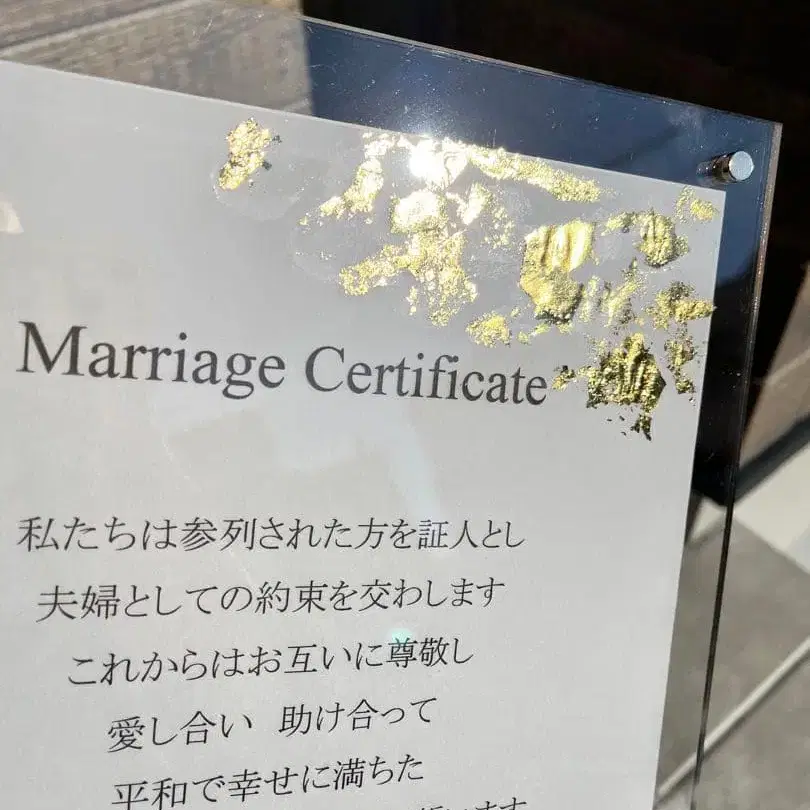 Marriage Certificate
私たちは参列された方を証人とし
夫婦としての約束を交わします
これからはお互いに尊敬し
愛し合い 助け合って
平和で幸せに満ちた
います